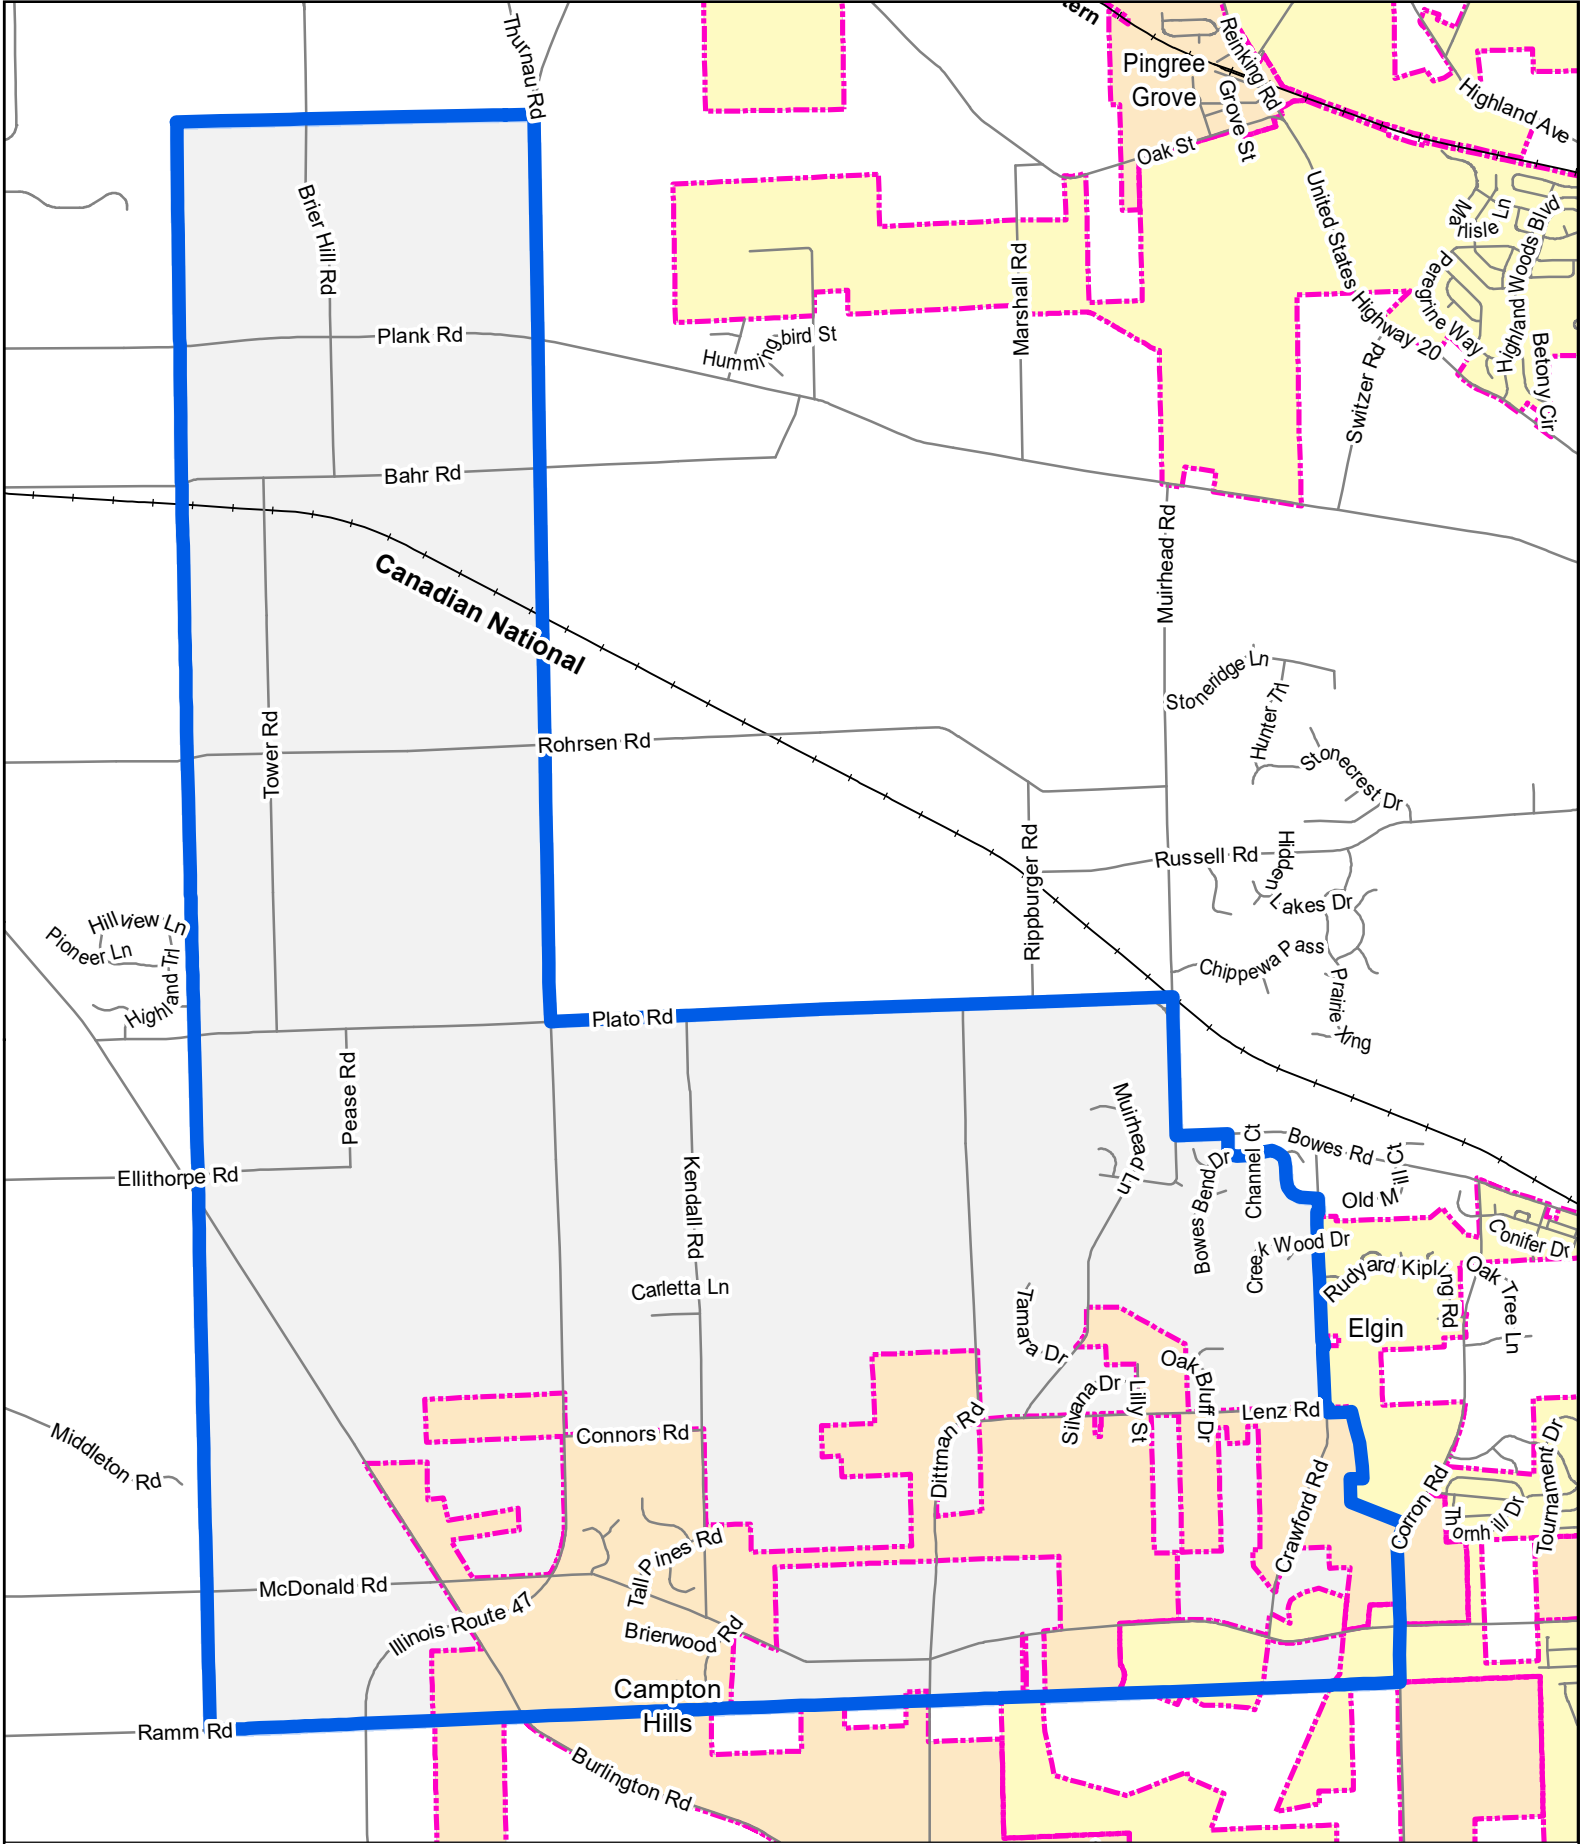 tern
Thurnau Rd
Pingree
Grove
Reinking Rd
Grove St
Oak St
Highland Ave
United States Highway 20
Ma
rlisle Ln
Highland Woods Blvd
Peregrine Way
Betony Cir
Switzer Rd
Brier Hill Rd
Plank Rd
Marshall Rd
Hummingbird St
Bahr Rd
Canadian National
Muirhead Rd
Stoneridge Ln
Hunter Trl
Stonecrest Dr
Tower Rd
Rohrsen Rd
Rippburger Rd
Russell Rd
Hidden Lakes Dr
Chippewa Pass
Prairie Xing
Hillview Ln
Pioneer Ln
Highland Trl
Plato Rd
Pease Rd
Ellithorpe Rd
Kendall Rd
Carletta Ln
Muirhead Ln
Bowes Bend Dr
Channel Ct
Bowes Rd
Old Mill Ct
Creek Wood Dr
Conifer Dr
Rudyard Kipling Rd
Oak Tree Ln
Elgin
Tamara Dr
Silvana Dr
Lilly St
Oak Bluff Dr
Lenz Rd
Dittman Rd
Connors Rd
Crawford Rd
Corron Rd
Thornhill Dr
Tournament Dr
Middleton Rd
McDonald Rd
Illinois Route 47
Tall Pines Rd
Brierwood Rd
Campton
Hills
Ramm Rd
Burlington Rd